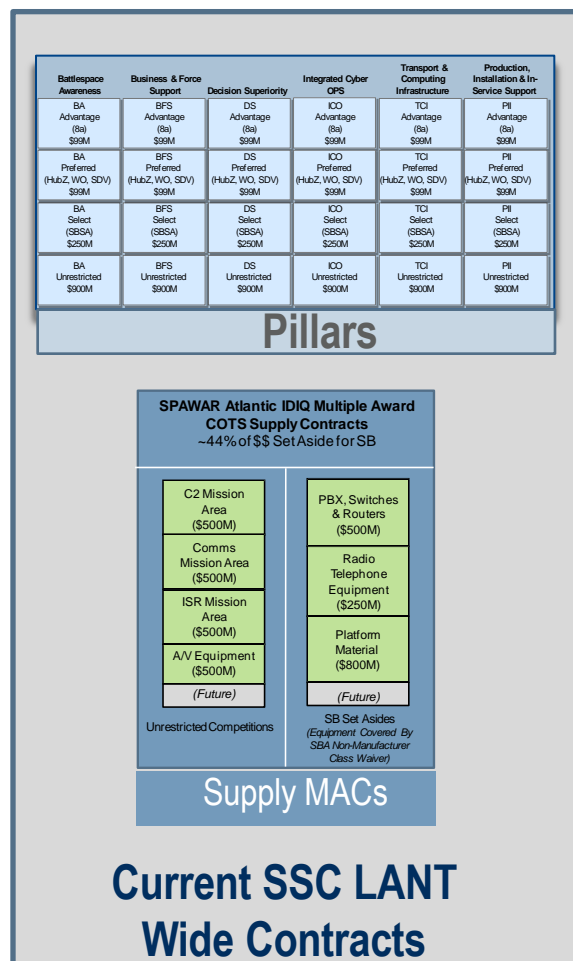 Battlespace Awareness
Business & Force Support
Decision Superiority
Integrated Cyber OPS
Transport & Computing Infrastructure
Production, Installation & In-Service Support
BA Advantage (8a) $99M
BFS Advantage (8a) $99M
DS Advantage (8a) $99M
ICO Advantage (8a) $99M
TCI Advantage (8a) $99M
PII Advantage (8a) $99M
BA Preferred (HubZ, WO, SDV) $99M
BFS Preferred (HubZ, WO, SDV) $99M
DS Preferred (HubZ, WO, SDV) $99M
ICO Preferred (HubZ, WO, SDV) $99M
TCI Preferred (HubZ, WO, SDV) $99M
PII Preferred (HubZ, WO, SDV) $99M
BA Select (SBSA) $250M
BFS Select (SBSA) $250M
DS Select (SBSA) $250M
ICO Select (SBSA) $250M
TCI Select (SBSA) $250M
PII Select (SBSA) $250M
BA Unrestricted $900M
BFS Unrestricted $900M
DS Unrestricted $900M
ICO Unrestricted $900M
TCI Unrestricted $900M
PII Unrestricted $900M
Pillars
SPAWAR Atlantic IDIQ Multiple Award
COTS Supply Contracts
~44% of $$ Set Aside for SB
C2 Mission
Area
($500M)
Comms
Mission Area
($500M)
ISR Mission
Area
($500M)
A/V Equipment
($500M)
(Future)
Unrestricted Competitions
PBX, Switches
& Routers
($500M)
Radio
Telephone
Equipment
($250M)
Platform
Material
($800M)
(Future)
SB Set Asides
(Equipment Covered By
SBA Non-Manufacturer
Class Waiver)
Supply MACs
Current SSC LANT
Wide Contracts